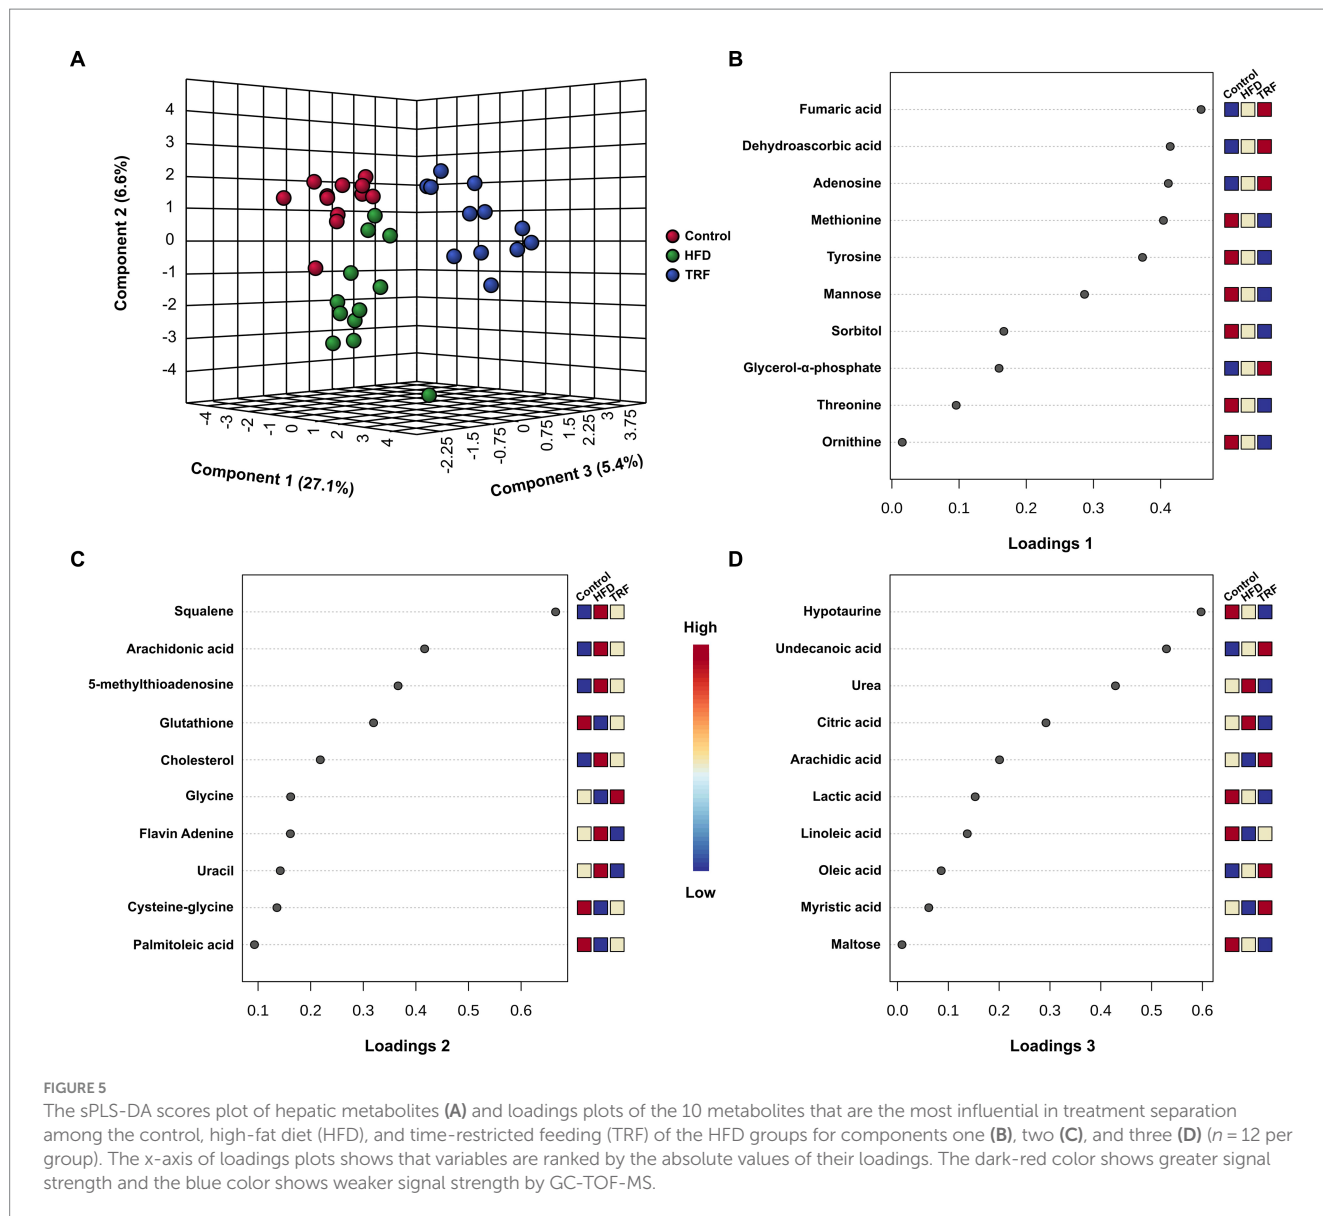 A
Component 2 (6.6%)
4
3
2
1
0
-1
-2
-3
-4
-4
-3
-2
-1
0
1
2
3
4
Component 1 (27.1%)
-2.25
-1.5
-0.75
0
0.75
1.5
2.25
3
3.75
Component 3 (5.4%)
Control
HFD
TRF
B
Control
HFD
TRF
Fumaric acid
Dehydroascorbic acid
Adenosine
Methionine
Tyrosine
Mannose
Sorbitol
Glycerol-α-phosphate
Threonine
Ornithine
0.0 0.1 0.2 0.3 0.4
Loadings 1
C
Control
HFD
TRF
Squalene
Arachidonic acid
5-methylthioadenosine
Glutathione
Cholesterol
Glycine
Flavin Adenine
Uracil
Cysteine-glycine
Palmitoleic acid
0.1 0.2 0.3 0.4 0.5 0.6
Loadings 2
High
Low
D
Control
HFD
TRF
Hypotaurine
Undecanoic acid
Urea
Citric acid
Arachidic acid
Lactic acid
Linoleic acid
Oleic acid
Myristic acid
Maltose
0.0 0.1 0.2 0.3 0.4 0.5 0.6
Loadings 3
FIGURE 5
The sPLS-DA scores plot of hepatic metabolites (A) and loadings plots of the 10 metabolites that are the most influential in treatment separation
among the control, high-fat diet (HFD), and time-restricted feeding (TRF) of the HFD groups for components one (B), two (C), and three (D) (n = 12 per
group). The x-axis of loadings plots shows that variables are ranked by the absolute values of their loadings. The dark-red color shows greater signal
strength and the blue color shows weaker signal strength by GC-TOF-MS.